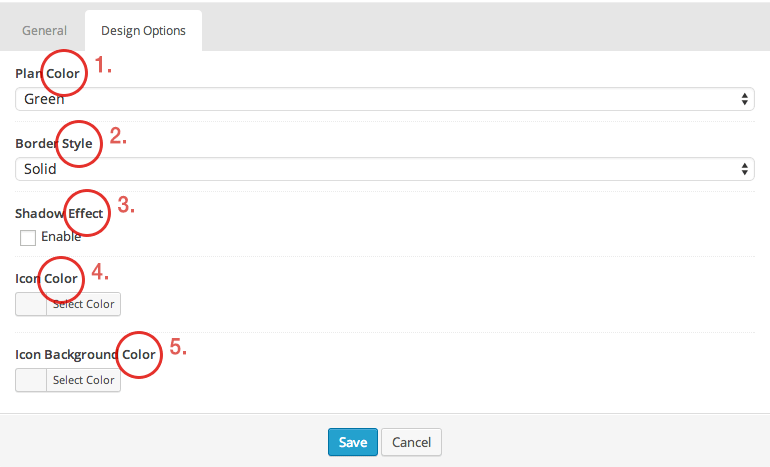 General Design Options
Plan Color 1.
Green
Border Style 2.
Solid
Shadow Effect 3.
Enable
Icon Color 4.
Select Color
Icon Background Color 5.
Select Color
Save Cancel